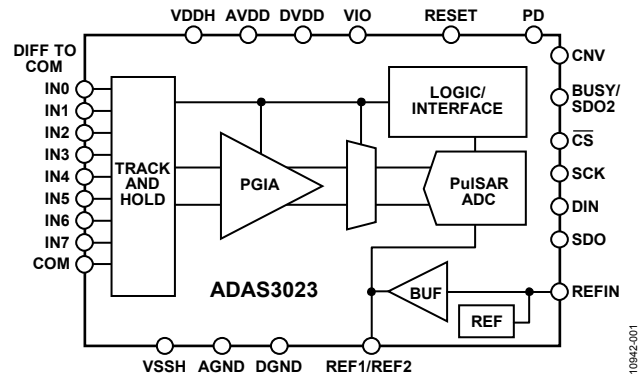 VDDH AVDD DVDD VIO RESET PD
DIFF TO
COM
IN0
IN1
IN2
IN3
IN4
IN5
IN6
IN7
COM
TRACK
AND
HOLD
PGIA
LOGIC/
INTERFACE
PulSAR
ADC
BUF
REF
ADAS3023
CNV
BUSY/
SDO2
CS
SCK
DIN
SDO
REFIN
VSSH AGND DGND REF1/REF2
10942-001